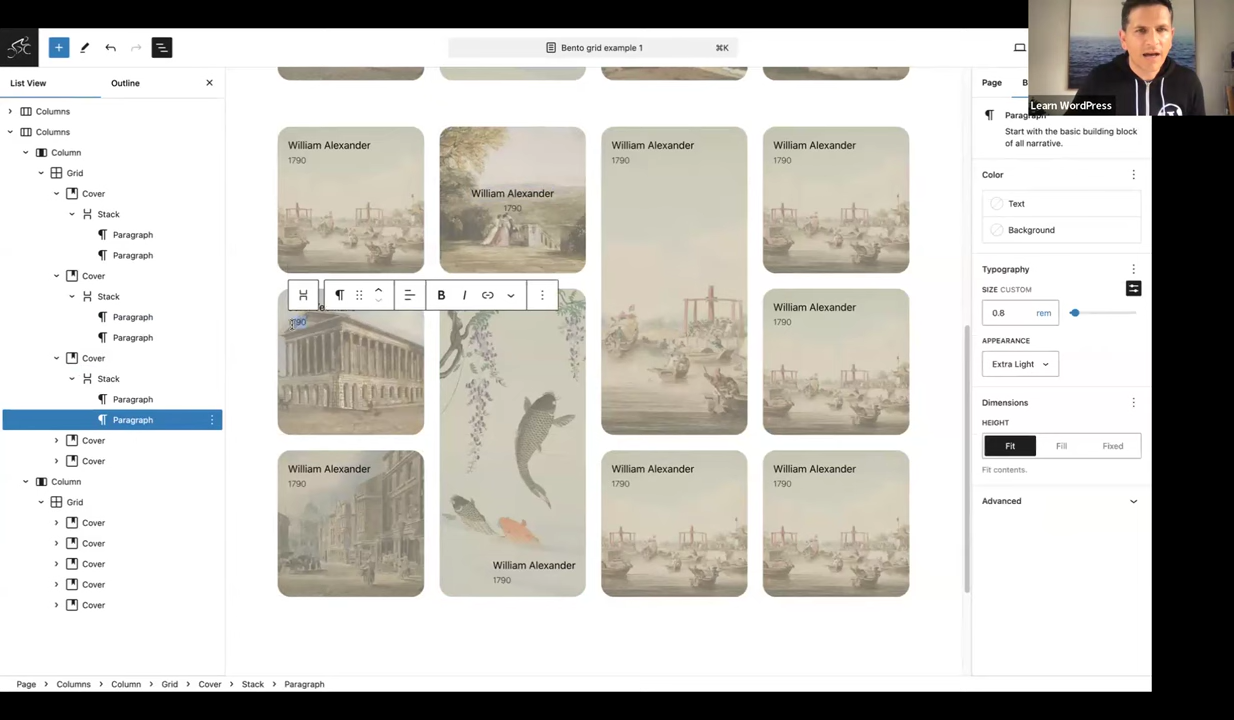 Bento grid example 1 ⌘K
Learn WordPress
List View Outline
Columns
Columns
Column
Grid
Cover
Stack
Paragraph
Paragraph
Cover
Stack
Paragraph
Paragraph
Cover
Stack
Paragraph
Paragraph
Cover
Cover
Column
Grid
Cover
Cover
Cover
Cover
Cover
William Alexander
1790
William Alexander
1790
William Alexander
1790
William Alexander
1790
B I
1790
William Alexander
1790
William Alexander
1790
William Alexander
1790
William Alexander
1790
William Alexander
1790
Page
Paragraph
Start with the basic building block
of all narrative.
Color
Text
Background
Typography
SIZE CUSTOM
0.8 rem
APPEARANCE
Extra Light
Dimensions
HEIGHT
Fit Fill Fixed
Fit contents.
Advanced
Page > Columns > Column > Grid > Cover > Stack > Paragraph